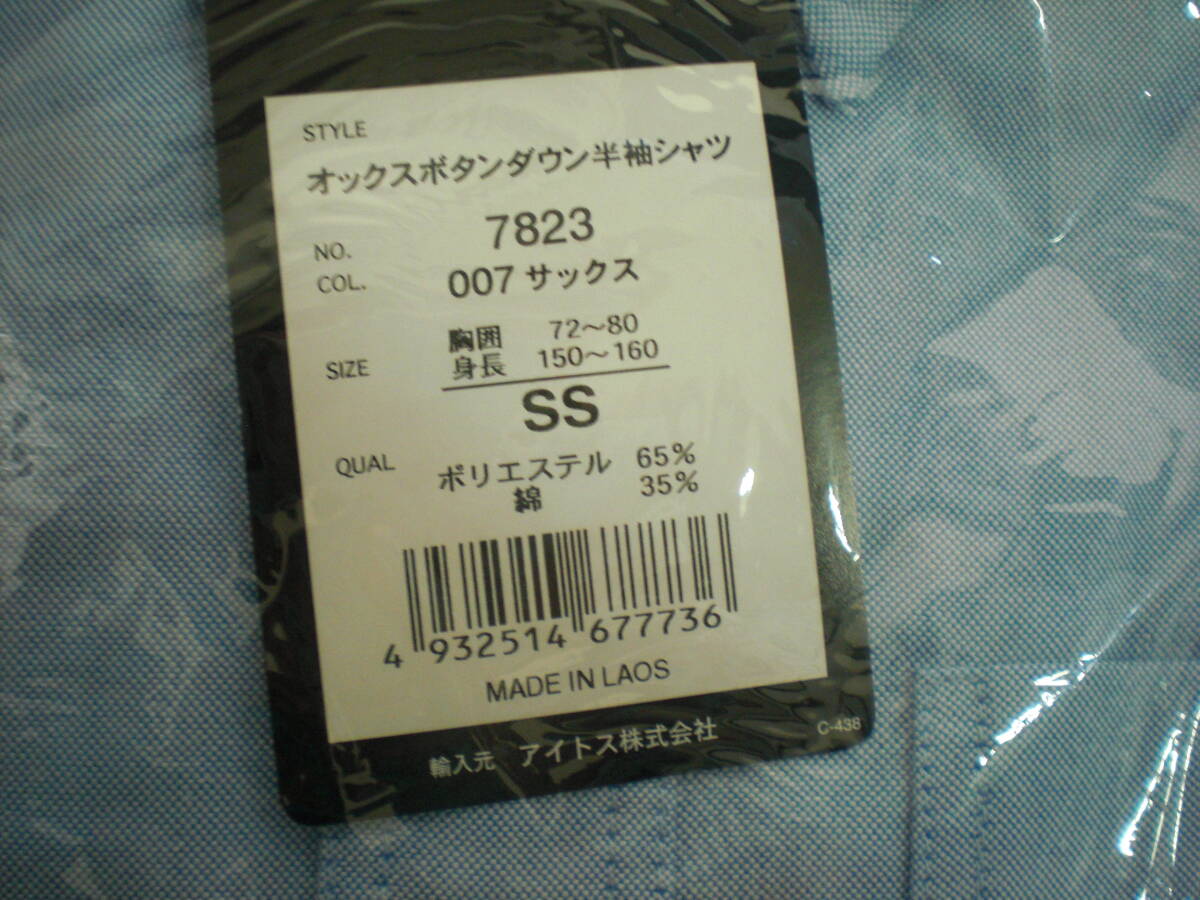 STYLE
オックスボタンダウン半袖シャツ
NO. 7823
COL. 007 サックス
SIZE 胸囲 72～80
身長 150～160
SS
QUAL ポリエステル 65%
綿 35%
4 932514 677736
MADE IN LAOS
輸入元 アイトス株式会社
C-438